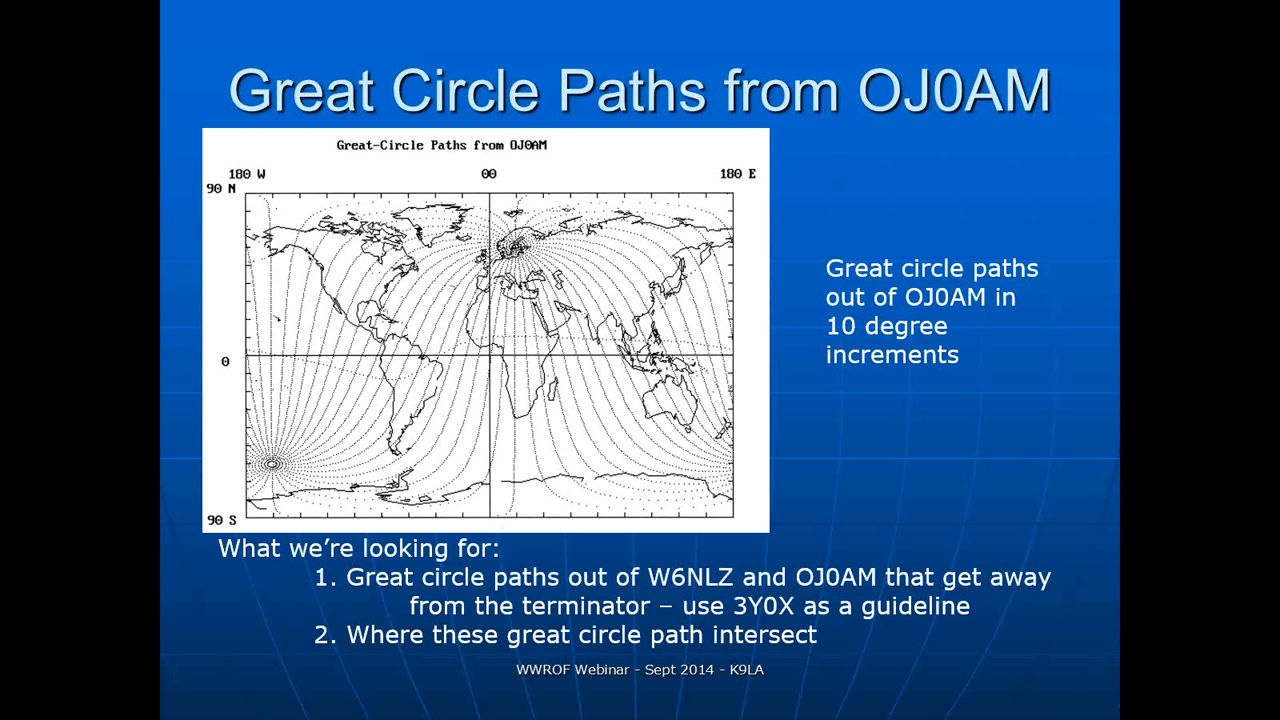 Great Circle Paths from OJ0AM
Great-Circle Paths from OJ0AM
180 W 00 180 E
90 N
0
90 S
Great circle paths
out of OJ0AM in
10 degree
increments
What we're looking for:
1. Great circle paths out of W6NLZ and OJ0AM that get away
from the terminator – use 3Y0X as a guideline
2. Where these great circle path intersect
WWROF Webinar - Sept 2014 - K9LA